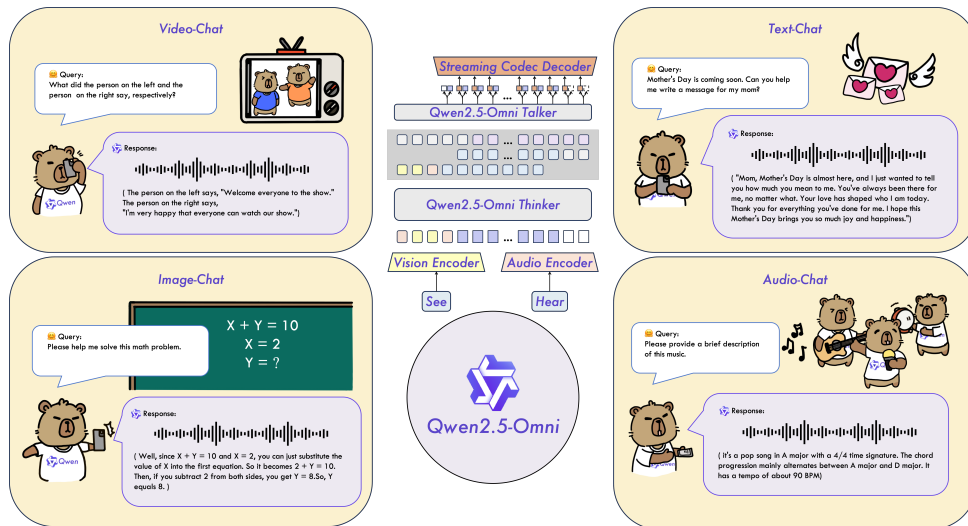 Video-Chat
Query:
What did the person on the left and the
person on the right say, respectively?
Response:
( The person on the left says, "Welcome everyone to the show."
The person on the right says,
"I'm very happy that everyone can watch our show.")
Qwen
Streaming Codec Decoder
...
Qwen2.5-Omni Talker
...
...
Qwen2.5-Omni Thinker
...
Vision Encoder
Audio Encoder
See
Hear
Qwen2.5-Omni
Text-Chat
Query:
Mother's Day is coming soon. Can you help
me write a message for my mom?
Response:
( "Mom, Mother's Day is almost here, and I just wanted to tell
you how much you mean to me. You've always been there for
me, no matter what. Your love has shaped who I am today.
Thank you for everything you've done for me. I hope this
Mother's Day brings you so much joy and happiness.")
Qwen
Image-Chat
X + Y = 10
X = 2
Y = ?
Query:
Please help me solve this math problem.
Response:
( Well, since X + Y = 10 and X = 2, you can just substitute the
value of X into the first equation. So it becomes 2 + Y = 10.
Then, if you subtract 2 from both sides, you get Y = 8.So, Y
equals 8. )
Qwen
Audio-Chat
Query:
Please provide a brief description
of this music.
Response:
( it's a pop song in A major with a 4/4 time signature. The chord
progression mainly alternates between A major and D major. It
has a tempo of about 90 BPM)
Qwen